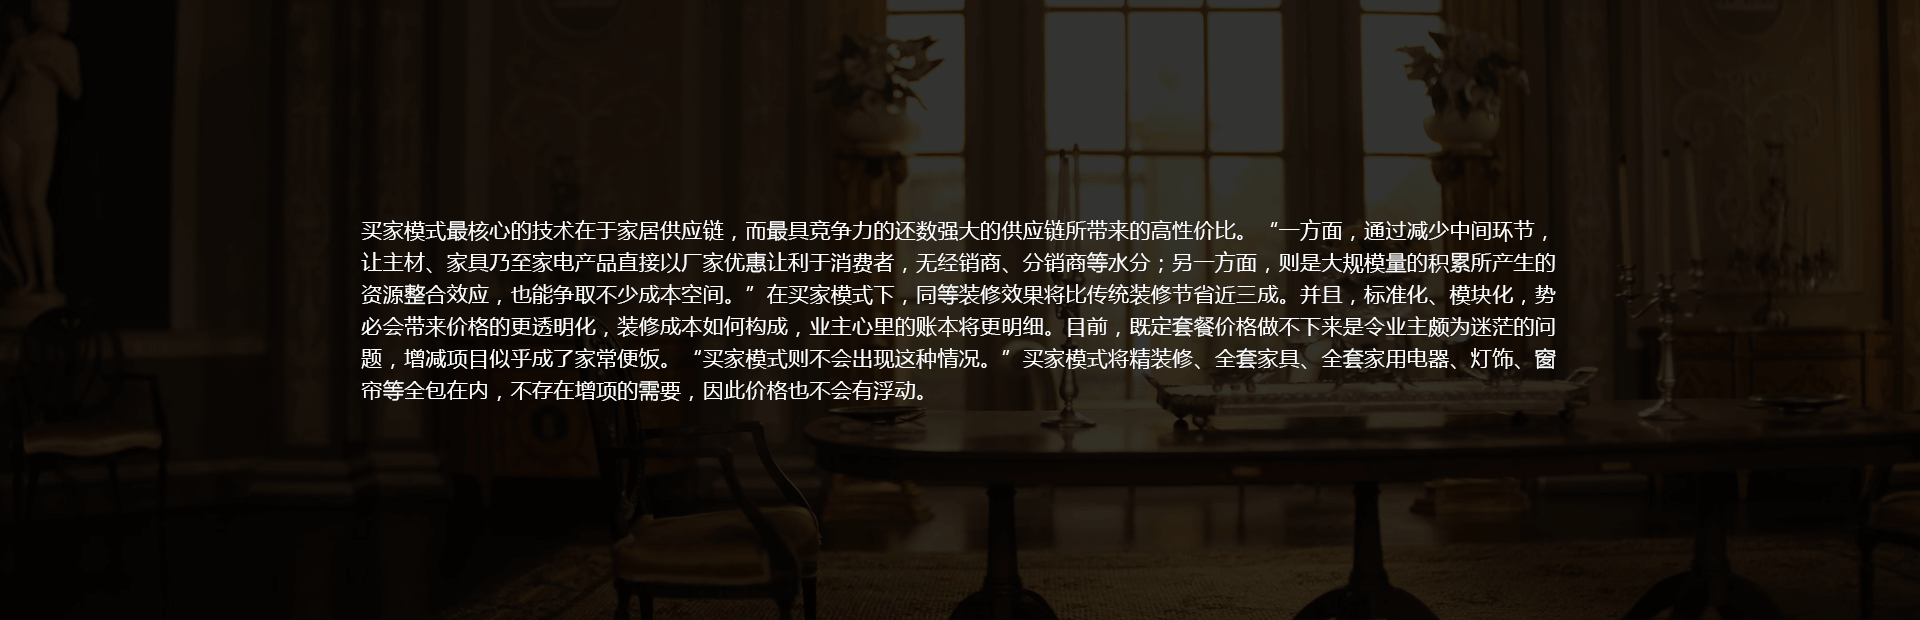 买家模式最核心的技术在于家居供应链，而最具竞争力的还数强大的供应链所带来的高性价比。“一方面，通过减少中间环节，
让主材、家具乃至家电产品直接以厂家优惠让利于消费者，无经销商、分销商等水分；另一方面，则是大规模量的积累所产生的
资源整合效应，也能争取不少成本空间。”在买家模式下，同等装修效果将比传统装修节省近三成。并且，标准化、模块化，势
必会带来价格的更透明化，装修成本如何构成，业主心里的账本将更明细。目前，既定套餐价格做不下来是令业主颇为迷茫的问
题，增减项目似乎成了家常便饭。“买家模式则不会出现这种情况。”买家模式将精装修、全套家具、全套家用电器、灯饰、窗
帘等全包在内，不存在增项的需要，因此价格也不会有浮动。